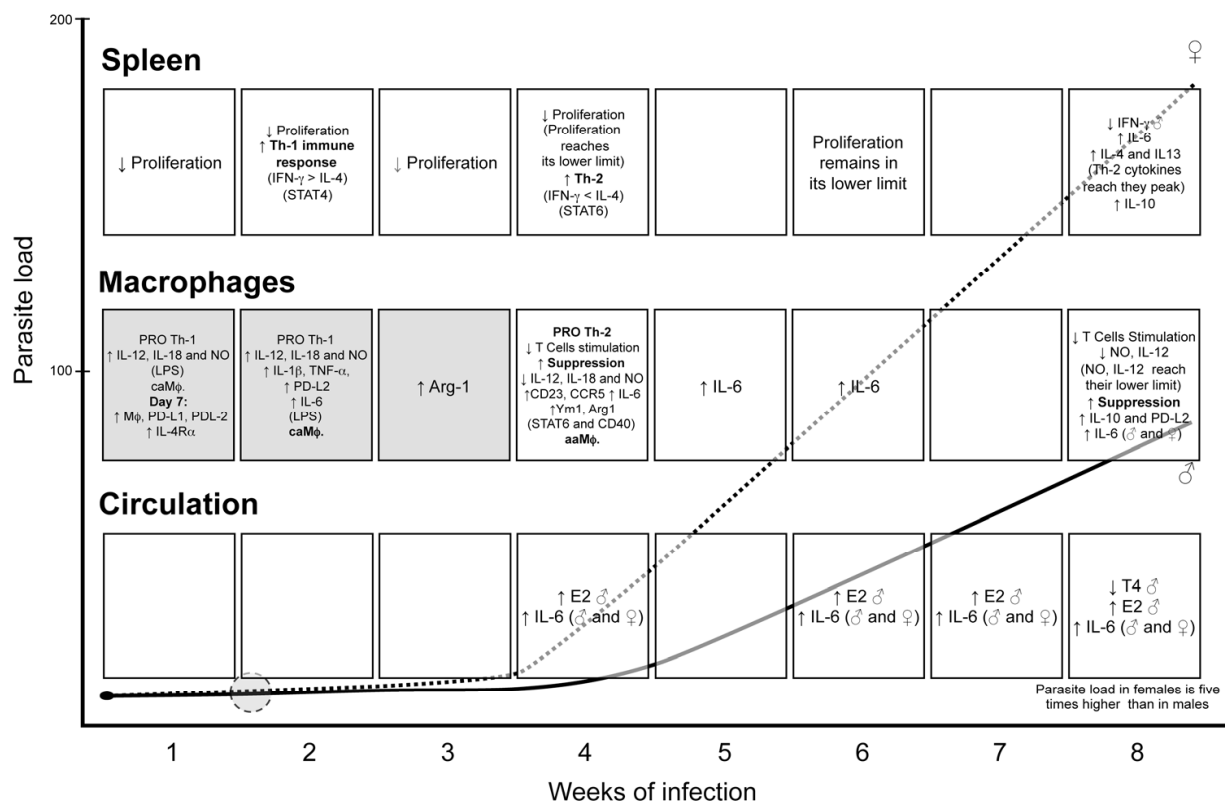 200
Spleen
♀
↓ Proliferation
↓ Proliferation
↑ Th-1 immune
response
(IFN-γ > IL-4)
(STAT4)
↓ Proliferation
↓ Proliferation
(Proliferation
reaches
its lower limit)
↑ Th-2
(IFN-γ < IL-4)
(STAT6)
Proliferation
remains in
its lower limit
↓ IFN-γ ♂
↑ IL-6
↑ IL-4 and IL13
(Th-2 cytokines
reach they peak)
↑ IL-10
Parasite load
Macrophages
100
PRO Th-1
↑ IL-12, IL-18 and NO
(LPS)
caMϕ.
Day 7:
↑ Mϕ, PD-L1, PDL-2
↑ IL-4Rα
PRO Th-1
↑ IL-12, IL-18 and NO
↑ IL-1β, TNF-α,
↑ PD-L2
↑ IL-6
(LPS)
caMϕ.
↑ Arg-1
PRO Th-2
↓ T Cells stimulation
↑ Suppression
↓ IL-12, IL-18 and NO
↑CD23, CCR5 ↑ IL-6
↑Ym1, Arg1
(STAT6 and CD40)
aaMϕ.
↑ IL-6
↑ IL-6
↓ T Cells Stimulation
↓ NO, IL-12
(NO, IL-12 reach
their lower limit)
↑ Suppression
↑ IL-10 and PD-L2
↑ IL-6 (♂ and ♀)
♂
Circulation
↑ E2 ♂
↑ IL-6 (♂ and ♀)
↑ E2 ♂
↑ IL-6 (♂ and ♀)
↑ E2 ♂
↑ IL-6 (♂ and ♀)
↓ T4 ♂
↑ E2 ♂
↑ IL-6 (♂ and ♀)
Parasite load in females is five
times higher than in males
1 2 3 4 5 6 7 8
Weeks of infection